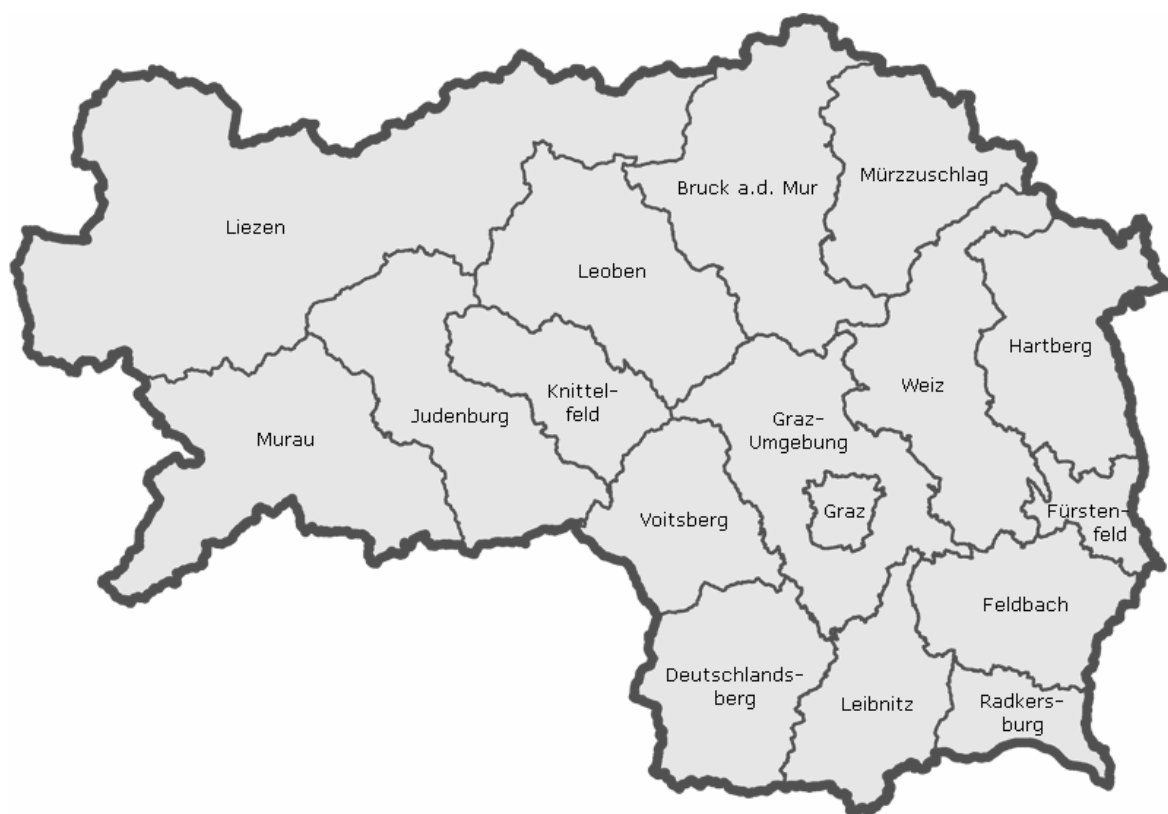 Mürzzuschlag
Bruck a.d. Mur
Liezen
Leoben
Hartberg
Weiz
Knittel-
feld
Judenburg
Graz-
Umgebung
Murau
Graz
Fürsten-
feld
Voitsberg
Feldbach
Deutschlands-
berg
Leibnitz
Radkers-
burg